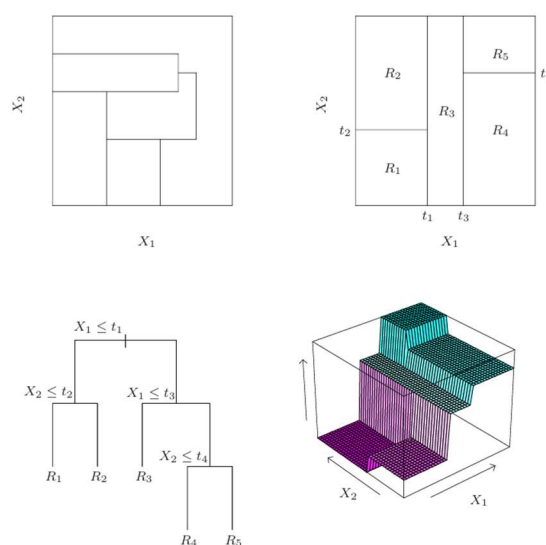 X₂
X₁
X₂
R₂
R₅
t
R₃
t₂
R₄
R₁
t₁ t₃
X₁
X₁ ≤ t₁
X₂ ≤ t₂
X₁ ≤ t₃
X₂ ≤ t₄
R₁ R₂ R₃
R₄ R₅
X₂
X₁